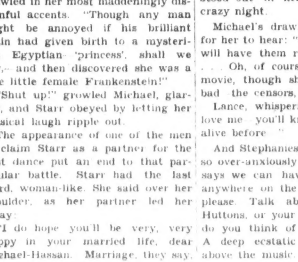 wled in her most maddeningly dis-
nful accents. "Though any man
ght be annoyed if his brilliant
ain had given birth to a mysteri-
Egyptian 'princess', shall we
, and then discovered she was a
e little female Frankenstein!"
Shut up!" growled Michael, glar-
, and Starr obeyed by letting her
sical laugh ripple out.
The appearance of one of the men
claim Starr as a partner for the
t dance put an end to that par-
ular battle. Starr had the last
rd, woman-like. She said over her
oulder, as her partner led her
ay:
I do hope you'll be very, very
ppy in your married life, dear
chael-Hassan. Marriage, they say,
crazy night.
Michael's draw
for her to hear: "
will have them r
. . . Oh, of cours
movie, though sh
bad the censors,
Lance, whisper
love me you'll k
alive before "
And Stephanie
so over-anxiously
says we can hav
anywhere on the
please. Talk ab
Huttons, or your
do you think of
A deep ecstatic
above the music.